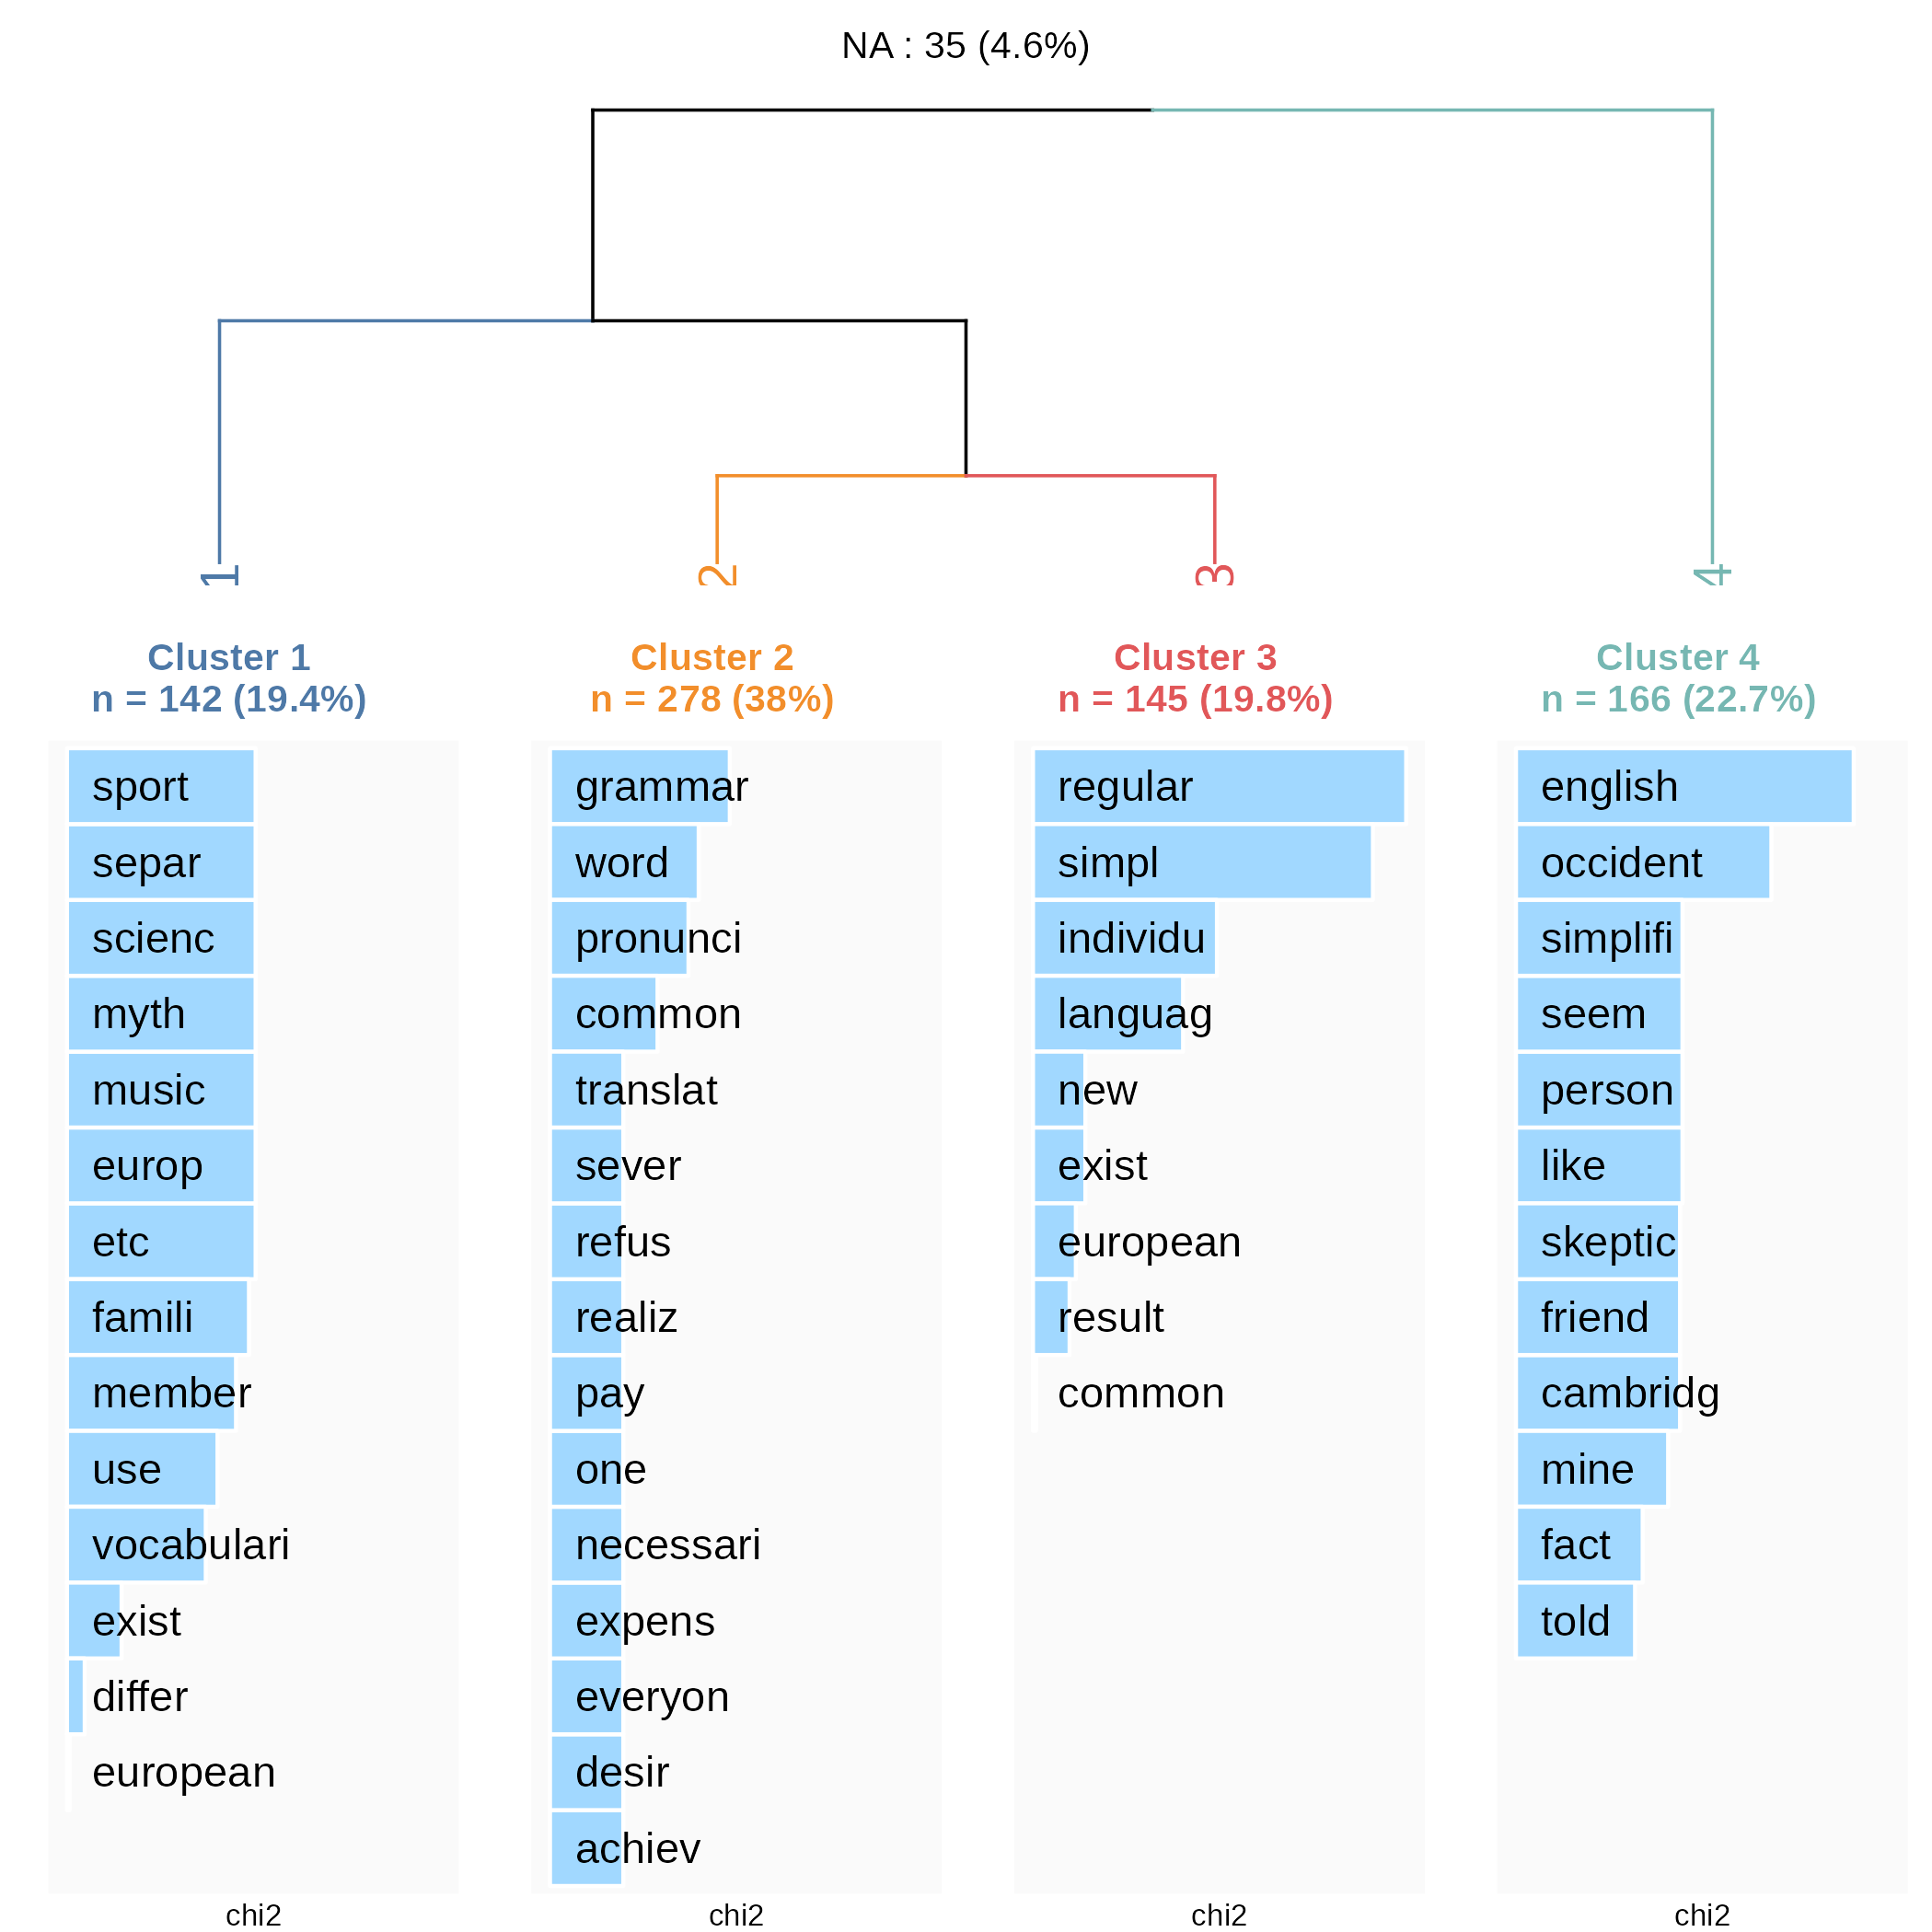 NA : 35 (4.6%)
1
2
3
4
Cluster 1
n = 142 (19.4%)
sport
separ
scienc
myth
music
europ
etc
famili
member
use
vocabulari
exist
differ
european
chi2
Cluster 2
n = 278 (38%)
grammar
word
pronunci
common
translat
sever
refus
realiz
pay
one
necessari
expens
everyon
desir
achiev
chi2
Cluster 3
n = 145 (19.8%)
regular
simpl
individu
languag
new
exist
european
result
common
chi2
Cluster 4
n = 166 (22.7%)
english
occident
simplifi
seem
person
like
skeptic
friend
cambridg
mine
fact
told
chi2